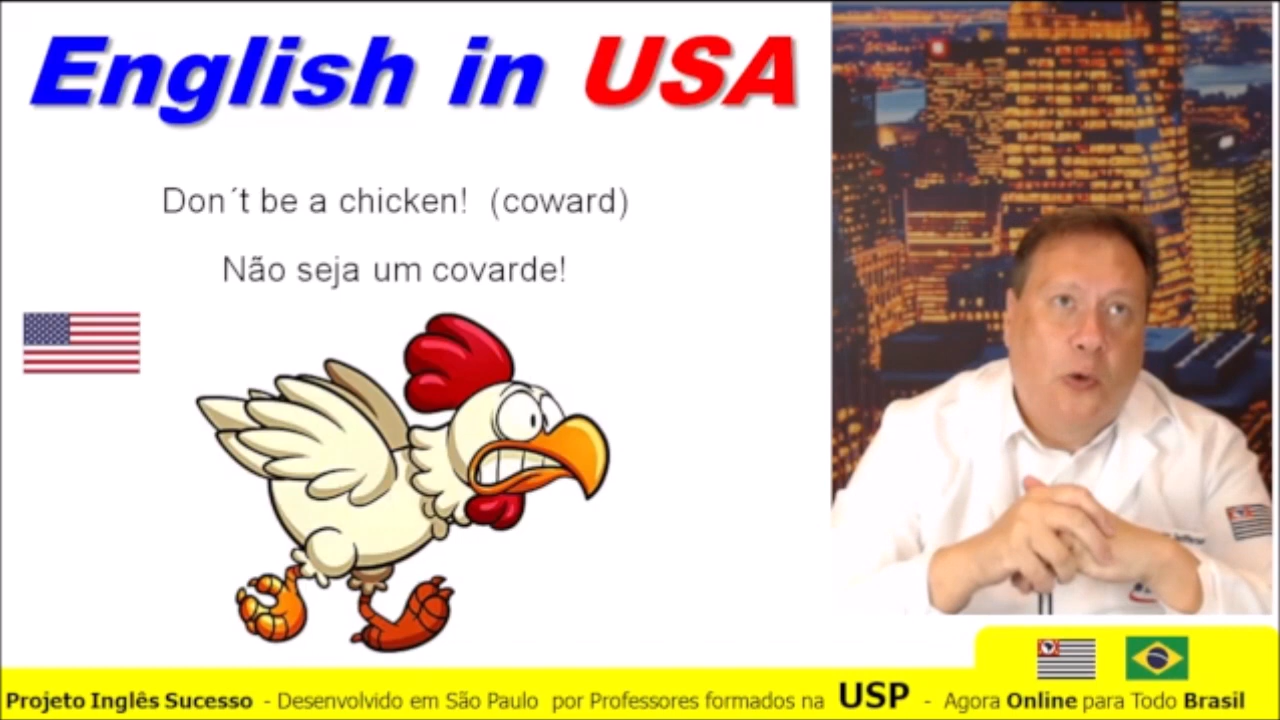 English in USA
Don´t be a chicken! (coward)
Não seja um covarde!
Projeto Inglês Sucesso - Desenvolvido em São Paulo por Professores formados na USP - Agora Online para Todo Brasil